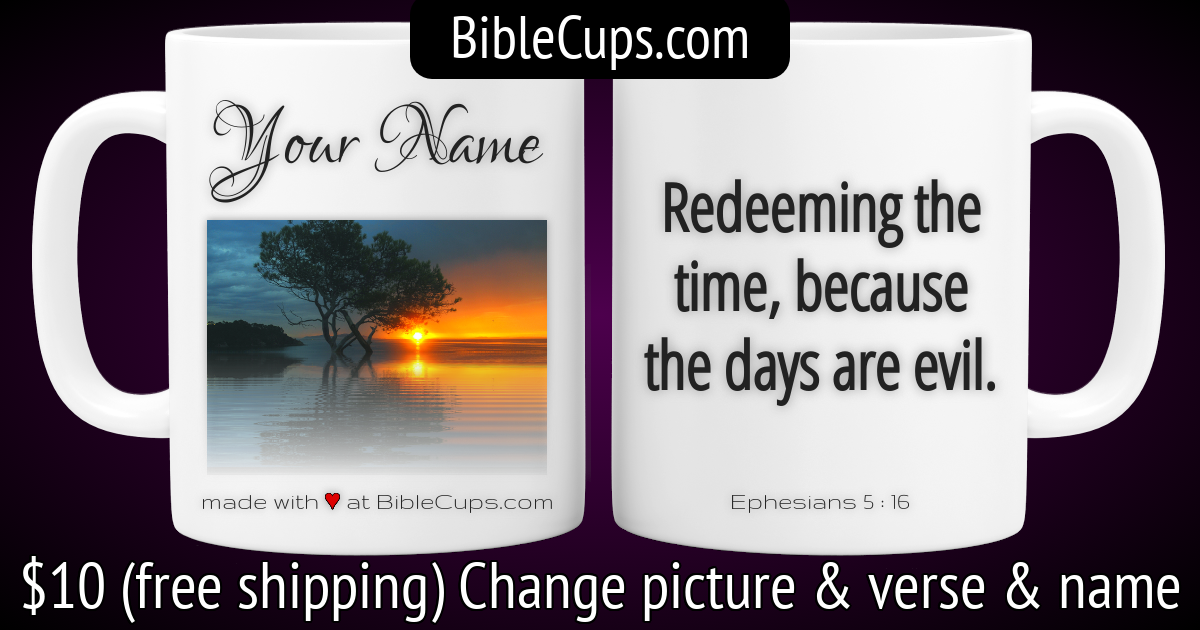 BibleCups.com
Your Name
made with ♥ at BibleCups.com
Redeeming the
time, because
the days are evil.
Ephesians 5 : 16
$10 (free shipping) Change picture & verse & name